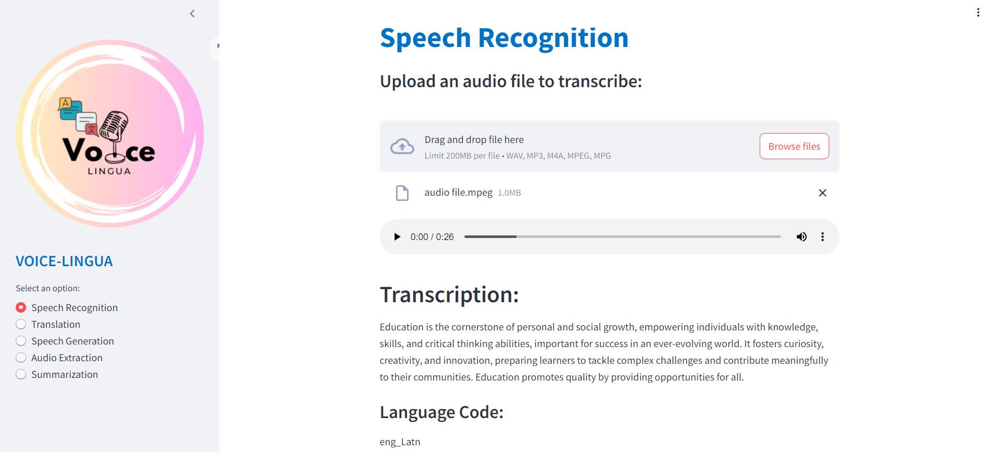 A
文
Voice
LINGUA
VOICE-LINGUA
Select an option:
Speech Recognition
Translation
Speech Generation
Audio Extraction
Summarization
Speech Recognition
Upload an audio file to transcribe:
Drag and drop file here
Limit 200MB per file • WAV, MP3, M4A, MPEG, MPG
Browse files
audio file.mpeg 1.0MB
0:00 / 0:26
Transcription:
Education is the cornerstone of personal and social growth, empowering individuals with knowledge,
skills, and critical thinking abilities, important for success in an ever-evolving world. It fosters curiosity,
creativity, and innovation, preparing learners to tackle complex challenges and contribute meaningfully
to their communities. Education promotes quality by providing opportunities for all.
Language Code:
eng_Latn